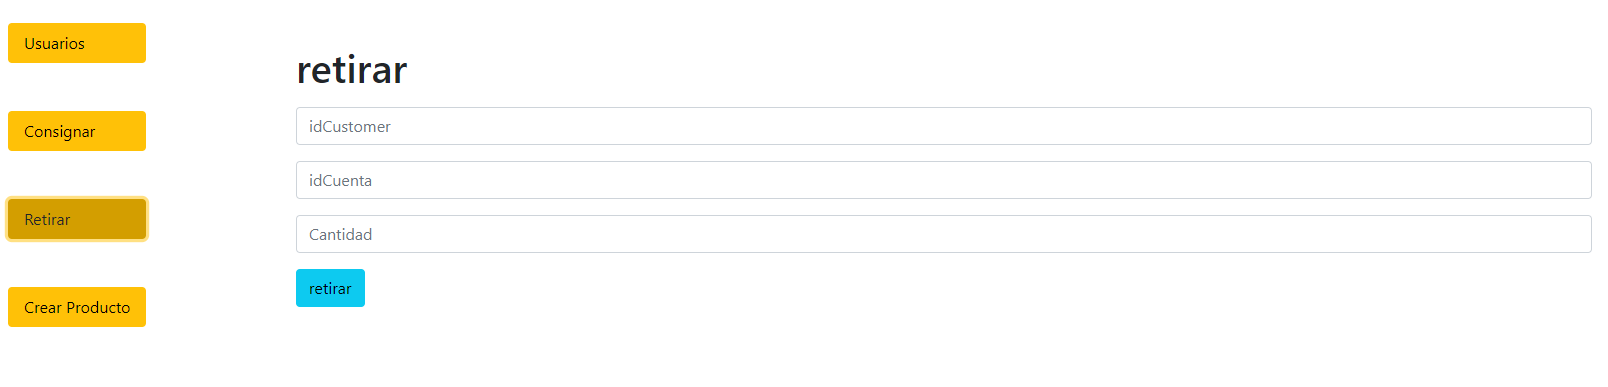 Usuarios
Consignar
Retirar
Crear Producto
retirar
idCustomer
idCuenta
Cantidad
retirar